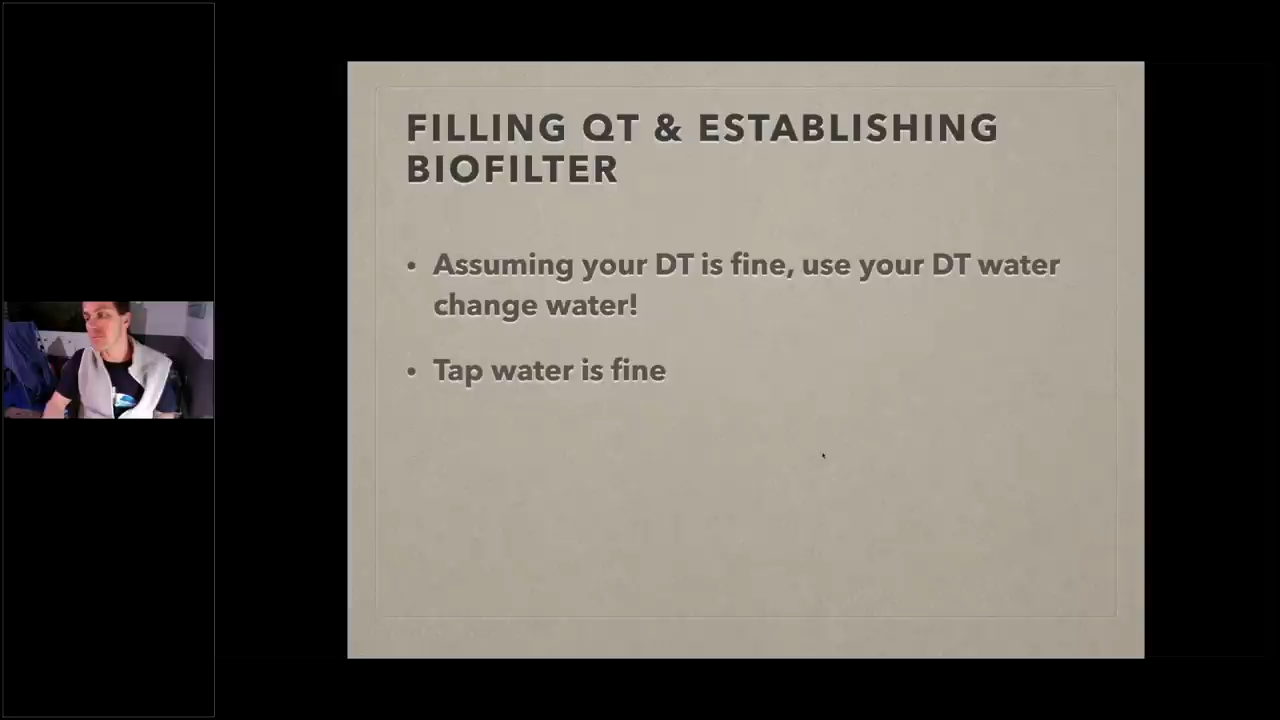 FILLING QT & ESTABLISHING
BIOFILTER
• Assuming your DT is fine, use your DT water
change water!
• Tap water is fine